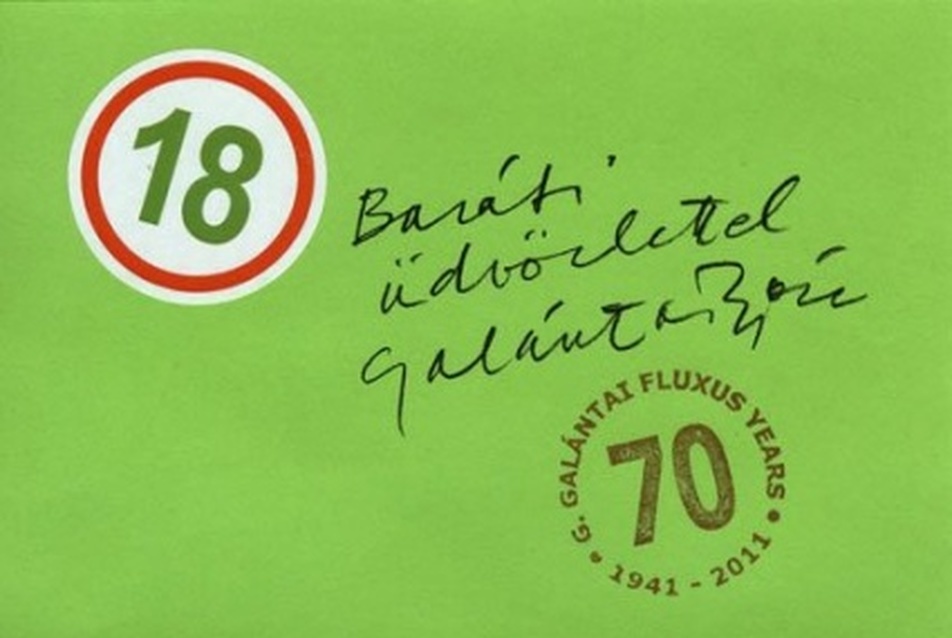 18
Baráti
üdvözlettel
Galántai György
G. GALÁNTAI FLUXUS YEARS
70
• 1941 - 2011 •